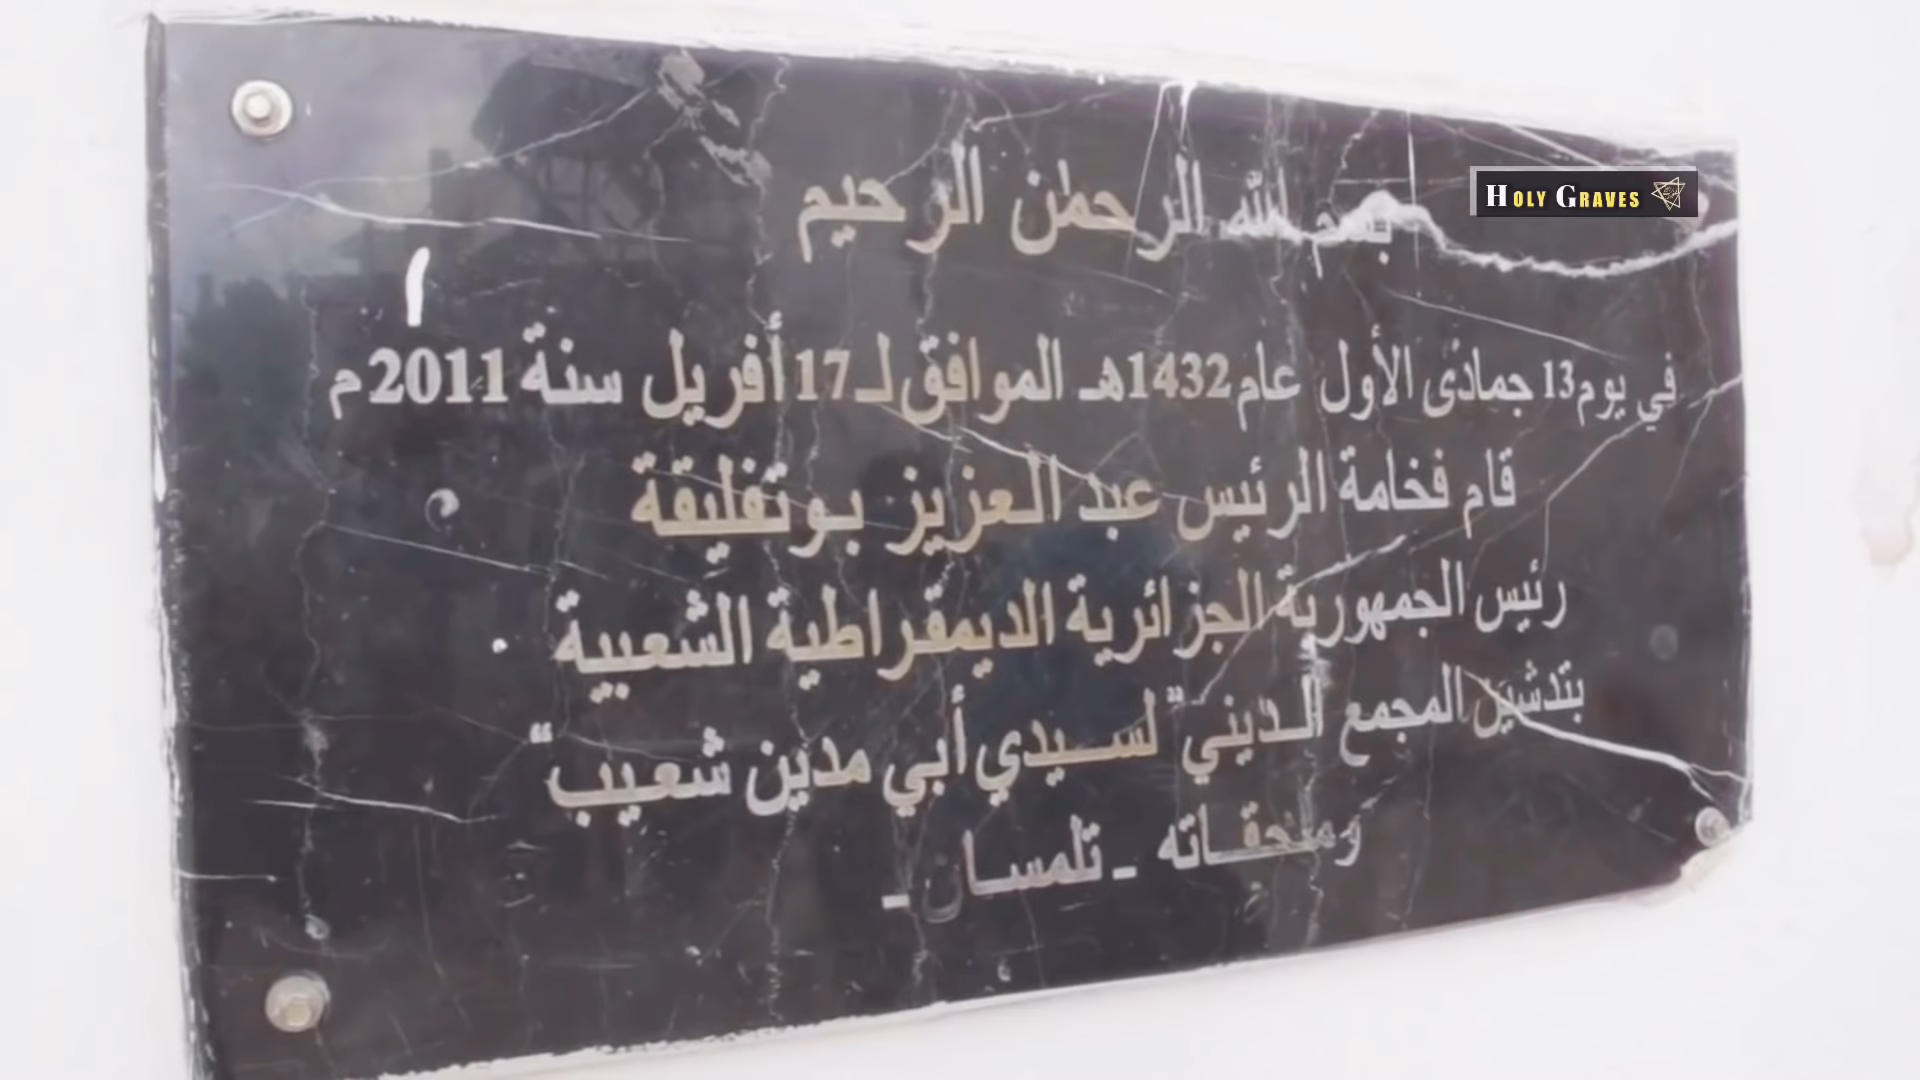 HOLY GRAVES
بسم الله الرحمن الرحيم
في يوم 13 جمادى الأول عام 1432هـ الموافق لـ 17 أفريل سنة 2011 م
قام فخامة الرئيس عبد العزيز بوتفليقة
رئيس الجمهورية الجزائرية الديمقراطية الشعبية
بتدشين المجمع الديني "لسيدي أبي مدين شعيب"
وملحقاته - تلمسان -